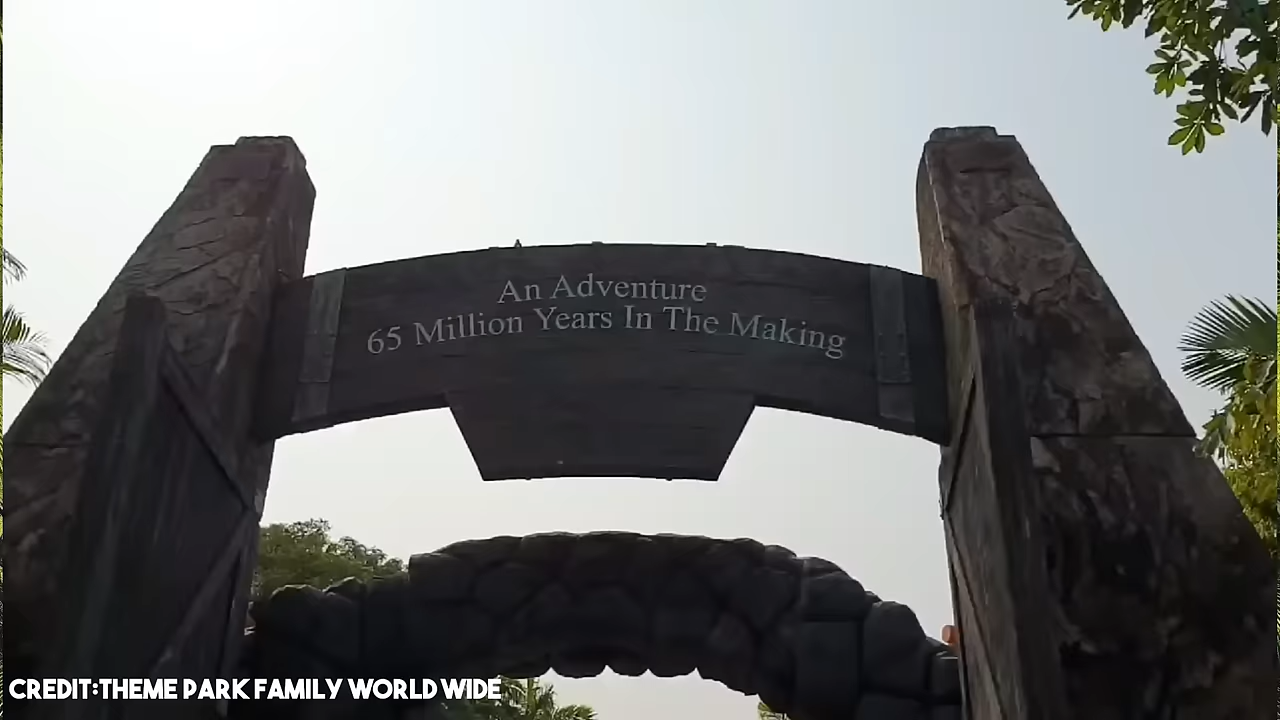 An Adventure
65 Million Years In The Making
CREDIT:THEME PARK FAMILY WORLD WIDE